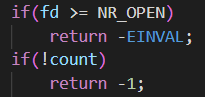 if(fd >= NR_OPEN)
    return -EINVAL;
if(!count)
    return -1;